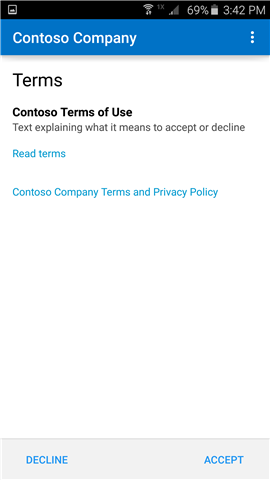 1X 69% 3:42 PM
Contoso Company
Terms
Contoso Terms of Use
Text explaining what it means to accept or decline
Read terms
Contoso Company Terms and Privacy Policy
DECLINE ACCEPT